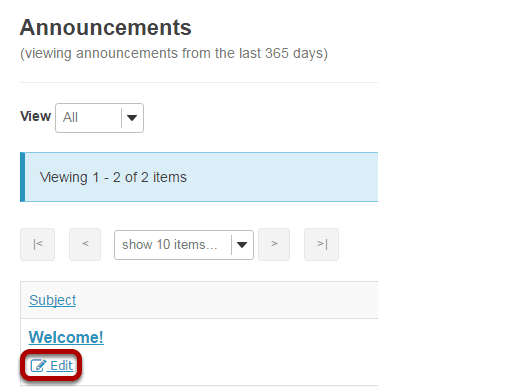 Announcements
(viewing announcements from the last 365 days)
View All
Viewing 1 - 2 of 2 items
|< < show 10 items... > >|
Subject
Welcome!
Edit